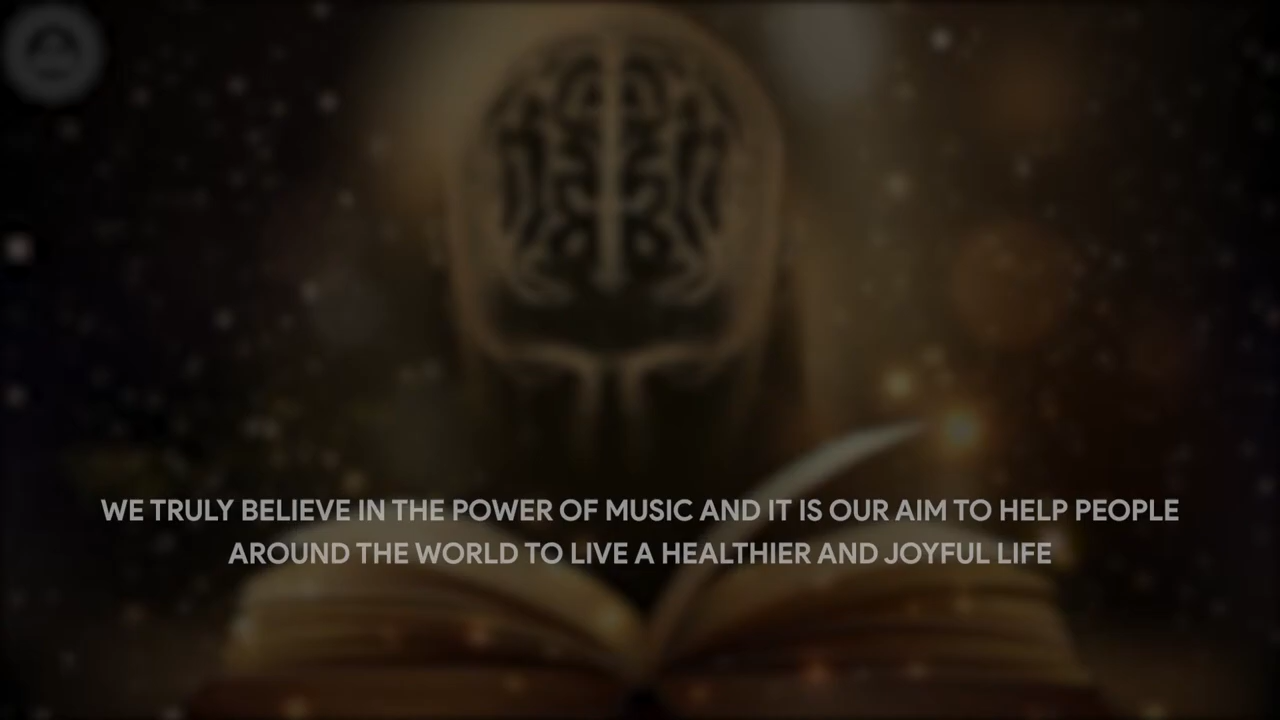 WE TRULY BELIEVE IN THE POWER OF MUSIC AND IT IS OUR AIM TO HELP PEOPLE
AROUND THE WORLD TO LIVE A HEALTHIER AND JOYFUL LIFE